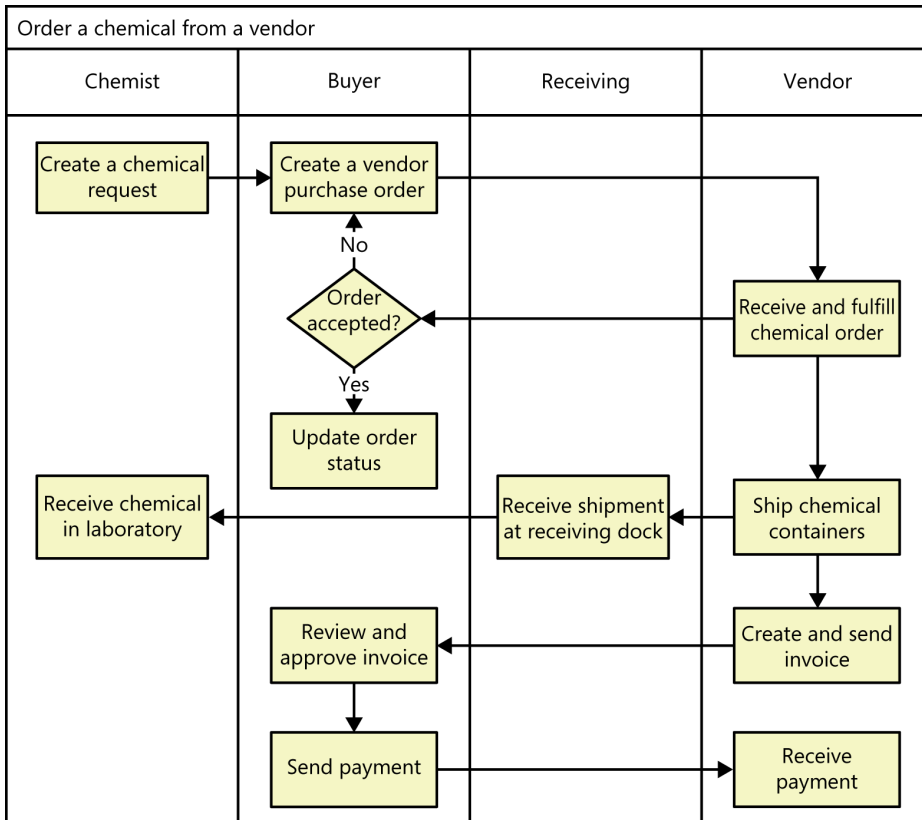 Order a chemical from a vendor
Chemist
Buyer
Receiving
Vendor
Create a chemical
request
Create a vendor
purchase order
No
Order
accepted?
Receive and fulfill
chemical order
Yes
Update order
status
Receive chemical
in laboratory
Receive shipment
at receiving dock
Ship chemical
containers
Review and
approve invoice
Create and send
invoice
Send payment
Receive
payment